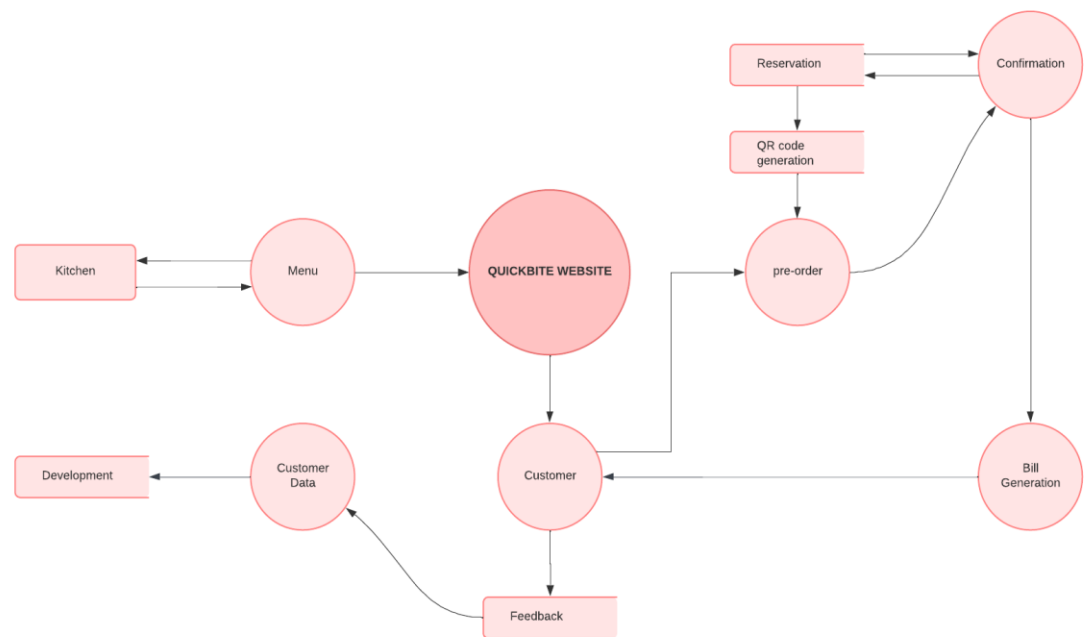 Reservation
Confirmation
QR code
generation
Kitchen
Menu
QUICKBITE WEBSITE
pre-order
Development
Customer
Data
Customer
Bill
Generation
Feedback